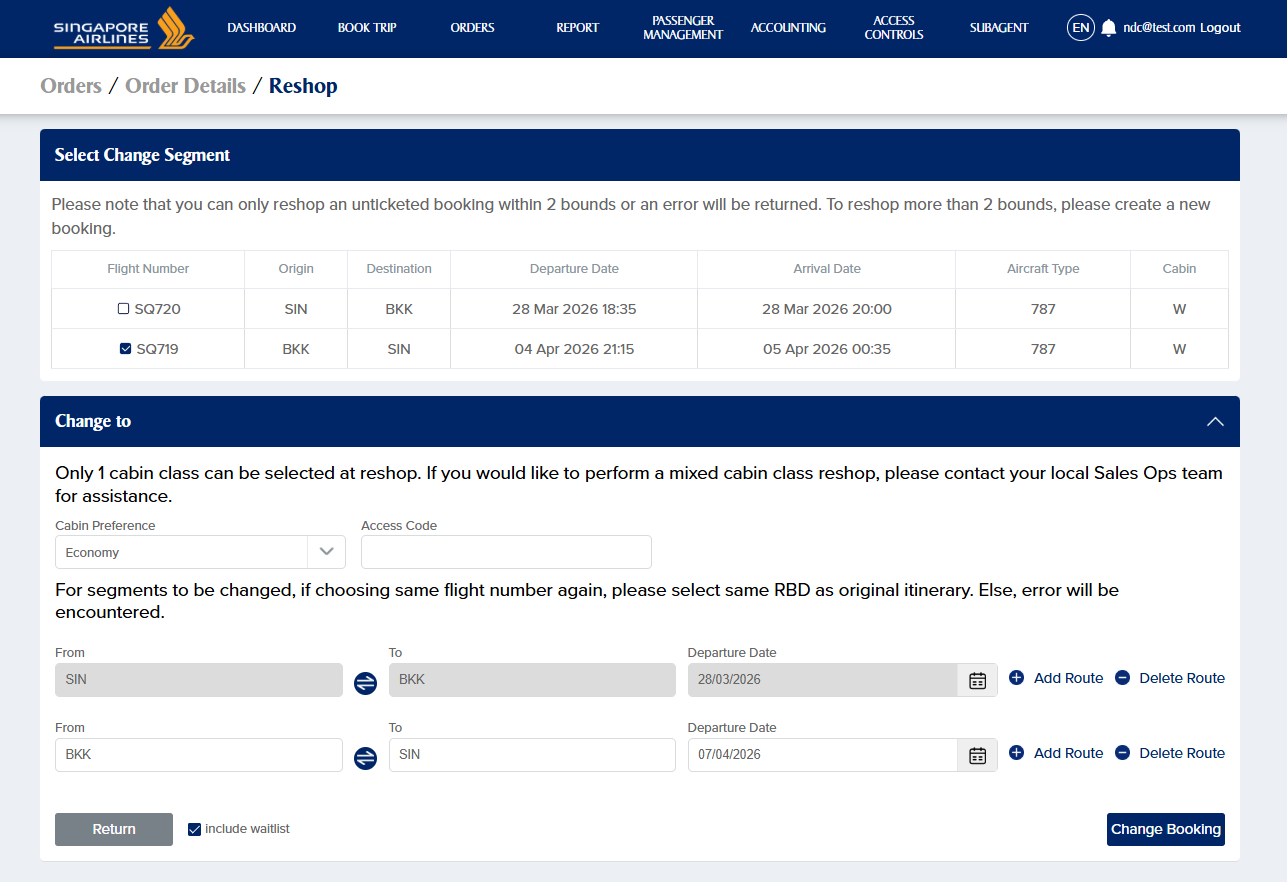 SINGAPORE AIRLINES
DASHBOARD
BOOK TRIP
ORDERS
REPORT
PASSENGER MANAGEMENT
ACCOUNTING
ACCESS CONTROLS
SUBAGENT
EN
ndc@test.com Logout
Orders / Order Details / Reshop
Select Change Segment
Please note that you can only reshop an unticketed booking within 2 bounds or an error will be returned. To reshop more than 2 bounds, please create a new
booking.
Flight Number Origin Destination Departure Date Arrival Date Aircraft Type Cabin
SQ720 SIN BKK 28 Mar 2026 18:35 28 Mar 2026 20:00 787 W
SQ719 BKK SIN 04 Apr 2026 21:15 05 Apr 2026 00:35 787 W
Change to
Only 1 cabin class can be selected at reshop. If you would like to perform a mixed cabin class reshop, please contact your local Sales Ops team
for assistance.
Cabin Preference Access Code
Economy
For segments to be changed, if choosing same flight number again, please select same RBD as original itinerary. Else, error will be
encountered.
From To Departure Date
SIN BKK 28/03/2026 Add Route Delete Route
From To Departure Date
BKK SIN 07/04/2026 Add Route Delete Route
Return include waitlist Change Booking